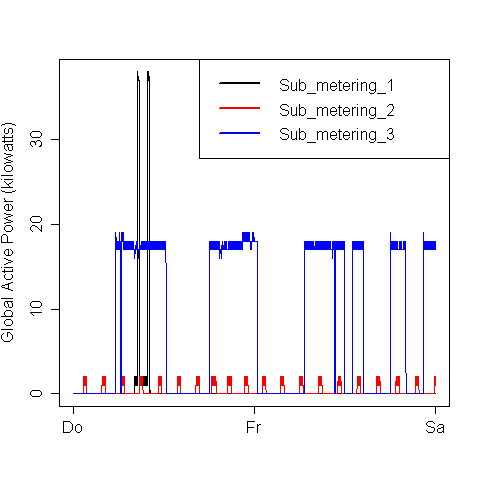 Sub_metering_1
Sub_metering_2
Sub_metering_3
Global Active Power (kilowatts)
30
20
10
0
Do Fr Sa